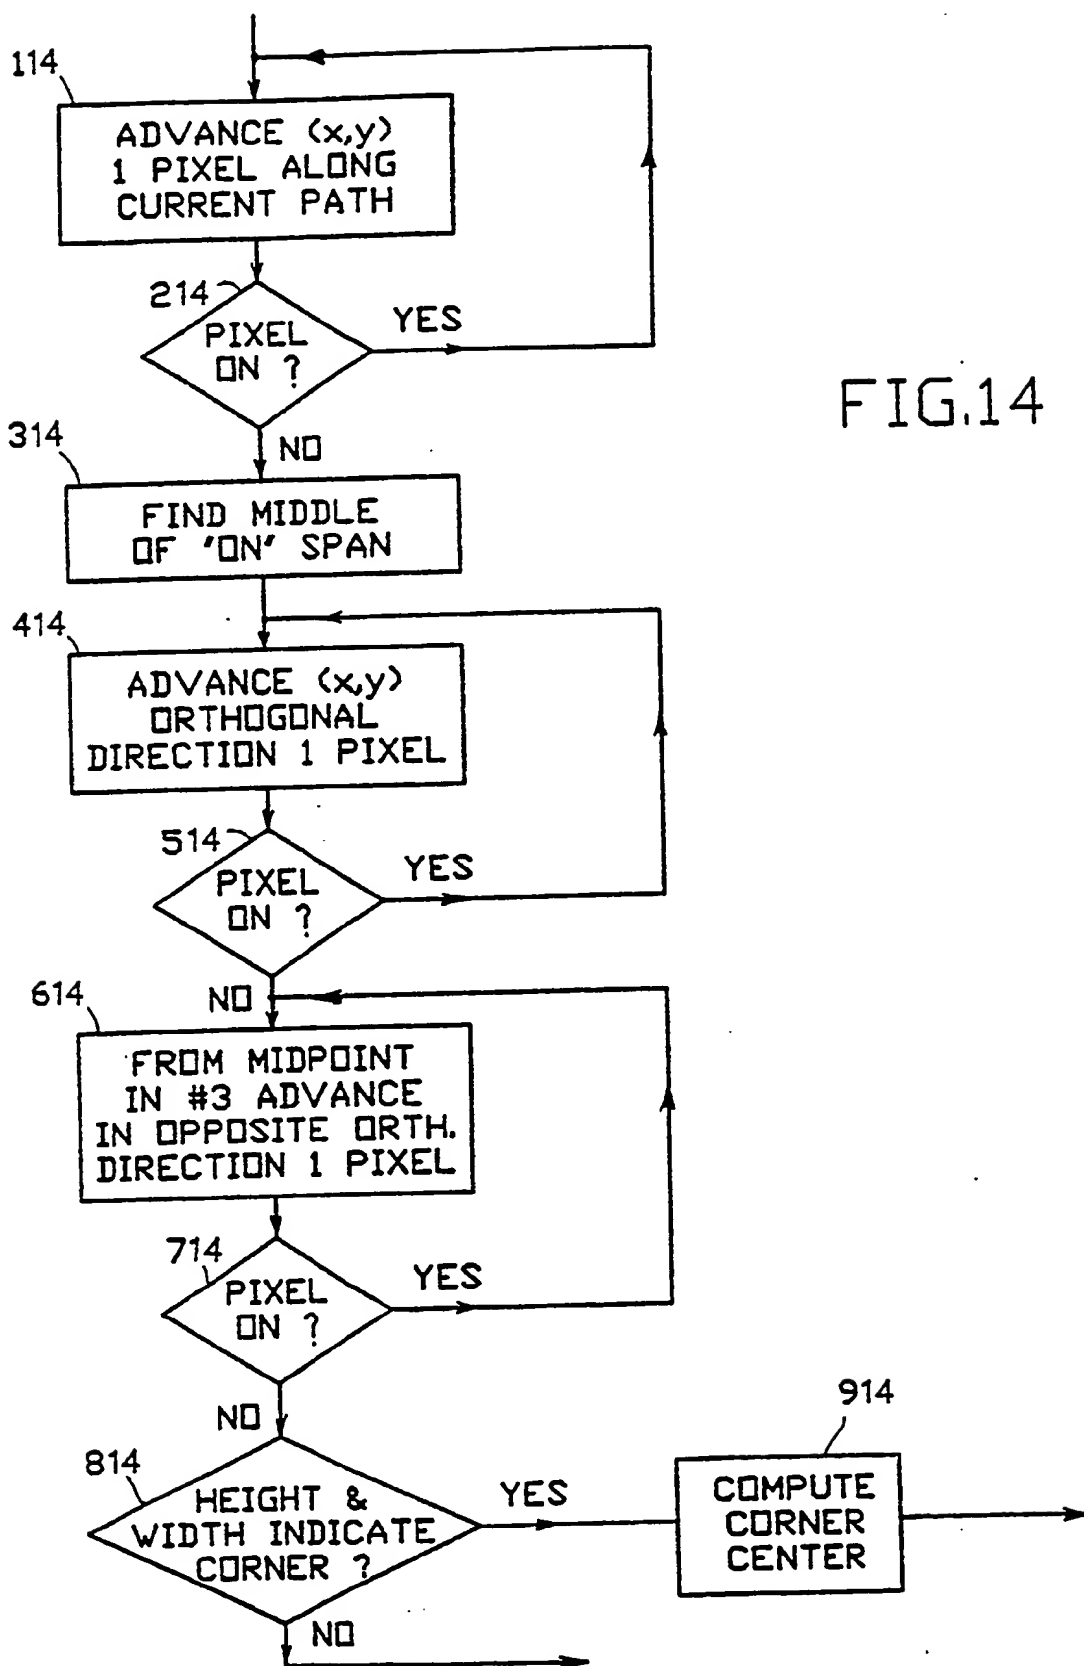 114
ADVANCE (x,y)
1 PIXEL ALONG
CURRENT PATH
214
PIXEL
ON ?
YES
FIG.14
314
NO
FIND MIDDLE
OF 'ON' SPAN
414
ADVANCE (x,y)
ORTHOGONAL
DIRECTION 1 PIXEL
514
PIXEL
ON ?
YES
614
NO
FROM MIDPOINT
IN #3 ADVANCE
IN OPPOSITE ORTH.
DIRECTION 1 PIXEL
714
PIXEL
ON ?
YES
NO
814
HEIGHT &
WIDTH INDICATE
CORNER ?
YES
914
COMPUTE
CORNER
CENTER
NO